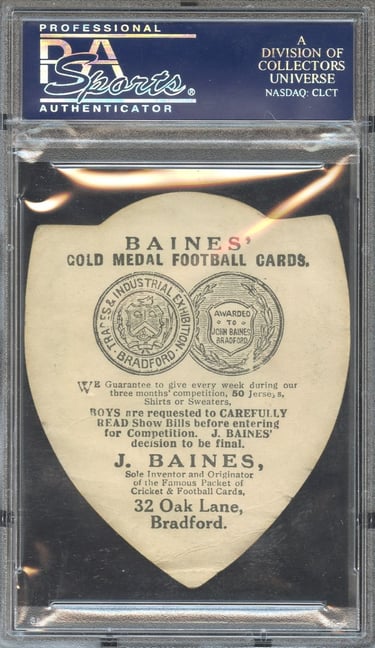 PROFESSIONAL
PSA
Sports®
AUTHENTICATOR
A
DIVISION OF
COLLECTORS
UNIVERSE
NASDAQ: CLCT
BAINES'
GOLD MEDAL FOOTBALL CARDS.
TRADES & INDUSTRIAL EXHIBITION
BRADFORD
AWARDED
TO
JOHN BAINES
BRADFORD
WE Guarantee to give every week during our
three months' competition, 50 Jerseys,
Shirts or Sweaters,
BOYS are requested to CAREFULLY
READ Show Bills before entering
for Competition. J. BAINES'
decision to be final.
J. BAINES,
Sole Inventor and Originator
of the Famous Packet of
Cricket & Football Cards,
32 Oak Lane,
Bradford.